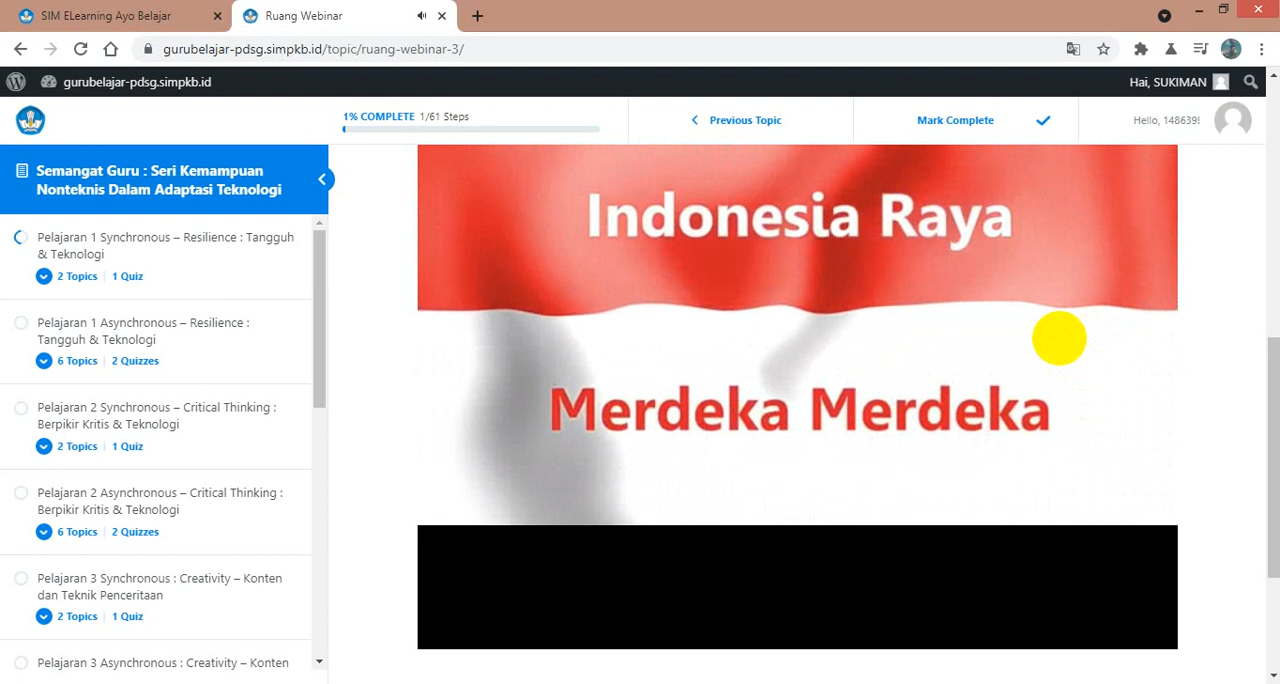 SIM ELearning Ayo Belajar
Ruang Webinar
gurubelajar-pdsg.simpkb.id/topic/ruang-webinar-3/
gurubelajar-pdsg.simpkb.id
Hai, SUKIMAN
1% COMPLETE 1/61 Steps
Previous Topic
Mark Complete
Hello, 148639!
Semangat Guru : Seri Kemampuan
Nonteknis Dalam Adaptasi Teknologi
Pelajaran 1 Synchronous – Resilience : Tangguh
& Teknologi
2 Topics | 1 Quiz
Pelajaran 1 Asynchronous – Resilience :
Tangguh & Teknologi
6 Topics | 2 Quizzes
Pelajaran 2 Synchronous – Critical Thinking :
Berpikir Kritis & Teknologi
2 Topics | 1 Quiz
Pelajaran 2 Asynchronous – Critical Thinking :
Berpikir Kritis & Teknologi
6 Topics | 2 Quizzes
Pelajaran 3 Synchronous : Creativity – Konten
dan Teknik Penceritaan
2 Topics | 1 Quiz
Pelajaran 3 Asynchronous : Creativity – Konten
Indonesia Raya
Merdeka Merdeka